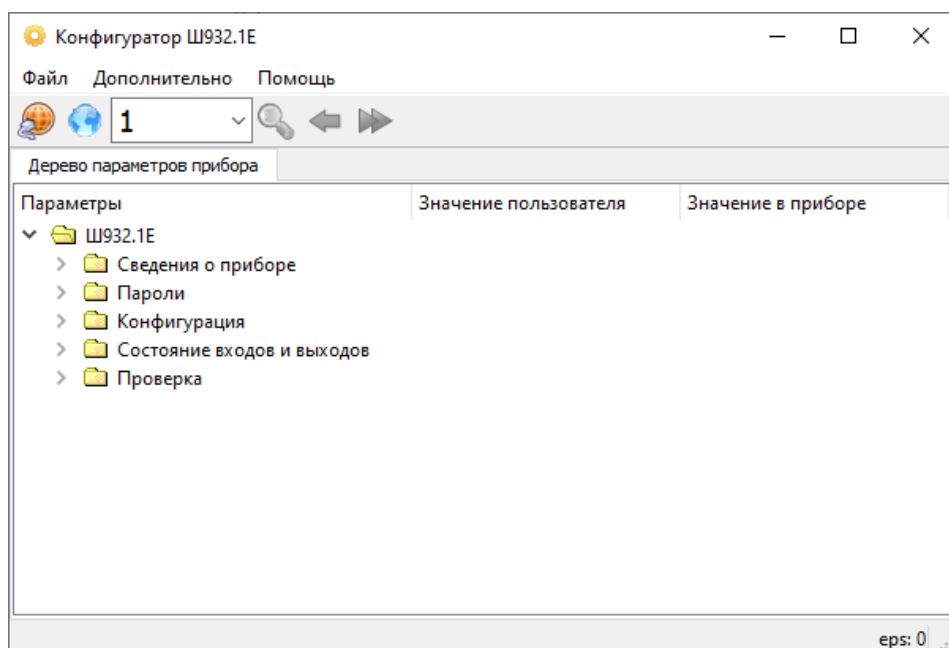 Конфигуратор Ш932.1Е
Файл Дополнительно Помощь
1
Дерево параметров прибора
Параметры Значение пользователя Значение в приборе
Ш932.1Е
Сведения о приборе
Пароли
Конфигурация
Состояние входов и выходов
Проверка
eps: 0